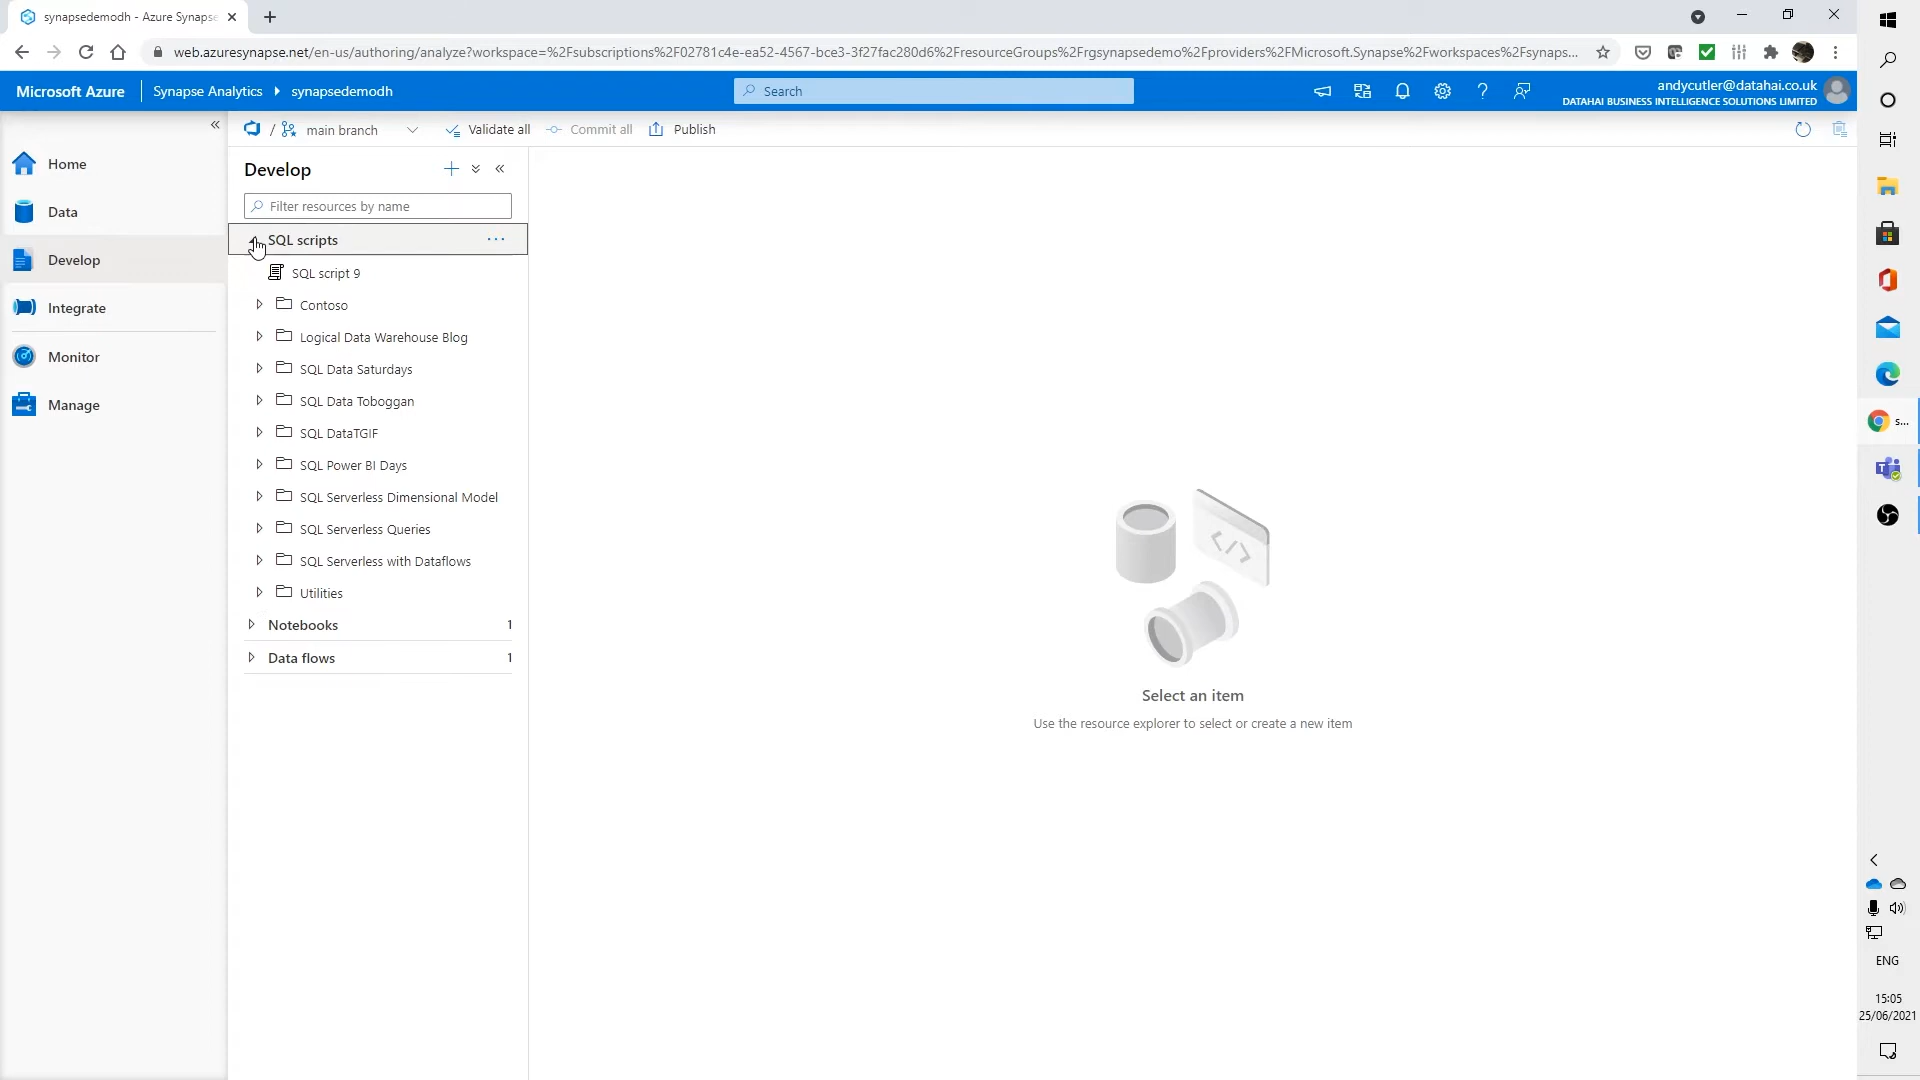 synapsedemodh - Azure Synapse
web.azuresynapse.net/en-us/authoring/analyze?workspace=%2Fsubscriptions%2F02781c4e-ea52-4567-bce3-3f27fac280d6%2FresourceGroups%2Frgsynapsedemo%2Fproviders%2FMicrosoft.Synapse%2Fworkspaces%2Fsynaps...
Microsoft Azure
Synapse Analytics
synapsedemodh
Search
andycutler@datahai.co.uk
DATAHAI BUSINESS INTELLIGENCE SOLUTIONS LIMITED
/ main branch
Validate all
Commit all
Publish
Home
Data
Develop
Integrate
Monitor
Manage
Develop
Filter resources by name
SQL scripts
...
SQL script 9
Contoso
Logical Data Warehouse Blog
SQL Data Saturdays
SQL Data Toboggan
SQL DataTGIF
SQL Power BI Days
SQL Serverless Dimensional Model
SQL Serverless Queries
SQL Serverless with Dataflows
Utilities
Notebooks 1
Data flows 1
</> 
Select an item
Use the resource explorer to select or create a new item
s...
ENG
15:05
25/06/2021